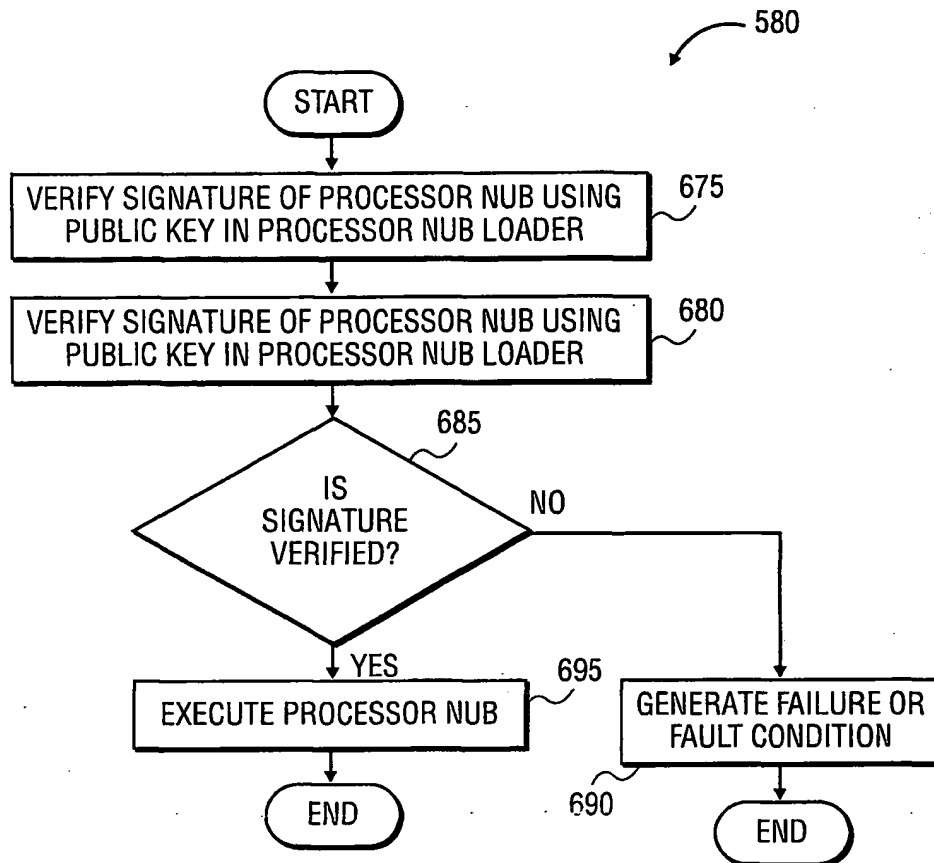 580
START
VERIFY SIGNATURE OF PROCESSOR NUB USING
PUBLIC KEY IN PROCESSOR NUB LOADER
675
VERIFY SIGNATURE OF PROCESSOR NUB USING
PUBLIC KEY IN PROCESSOR NUB LOADER
680
685
IS
SIGNATURE
VERIFIED?
NO
YES
695
EXECUTE PROCESSOR NUB
GENERATE FAILURE OR
FAULT CONDITION
690
END
END